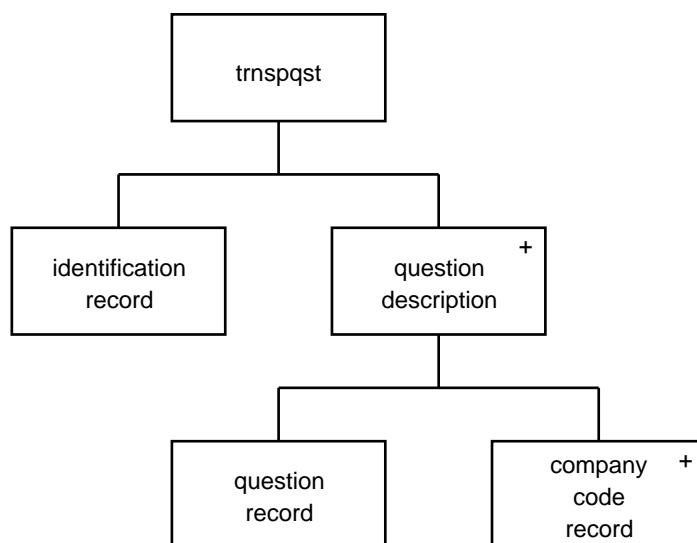 trnspqst
identification
record
+
question
description
question
record
+
company
code
record